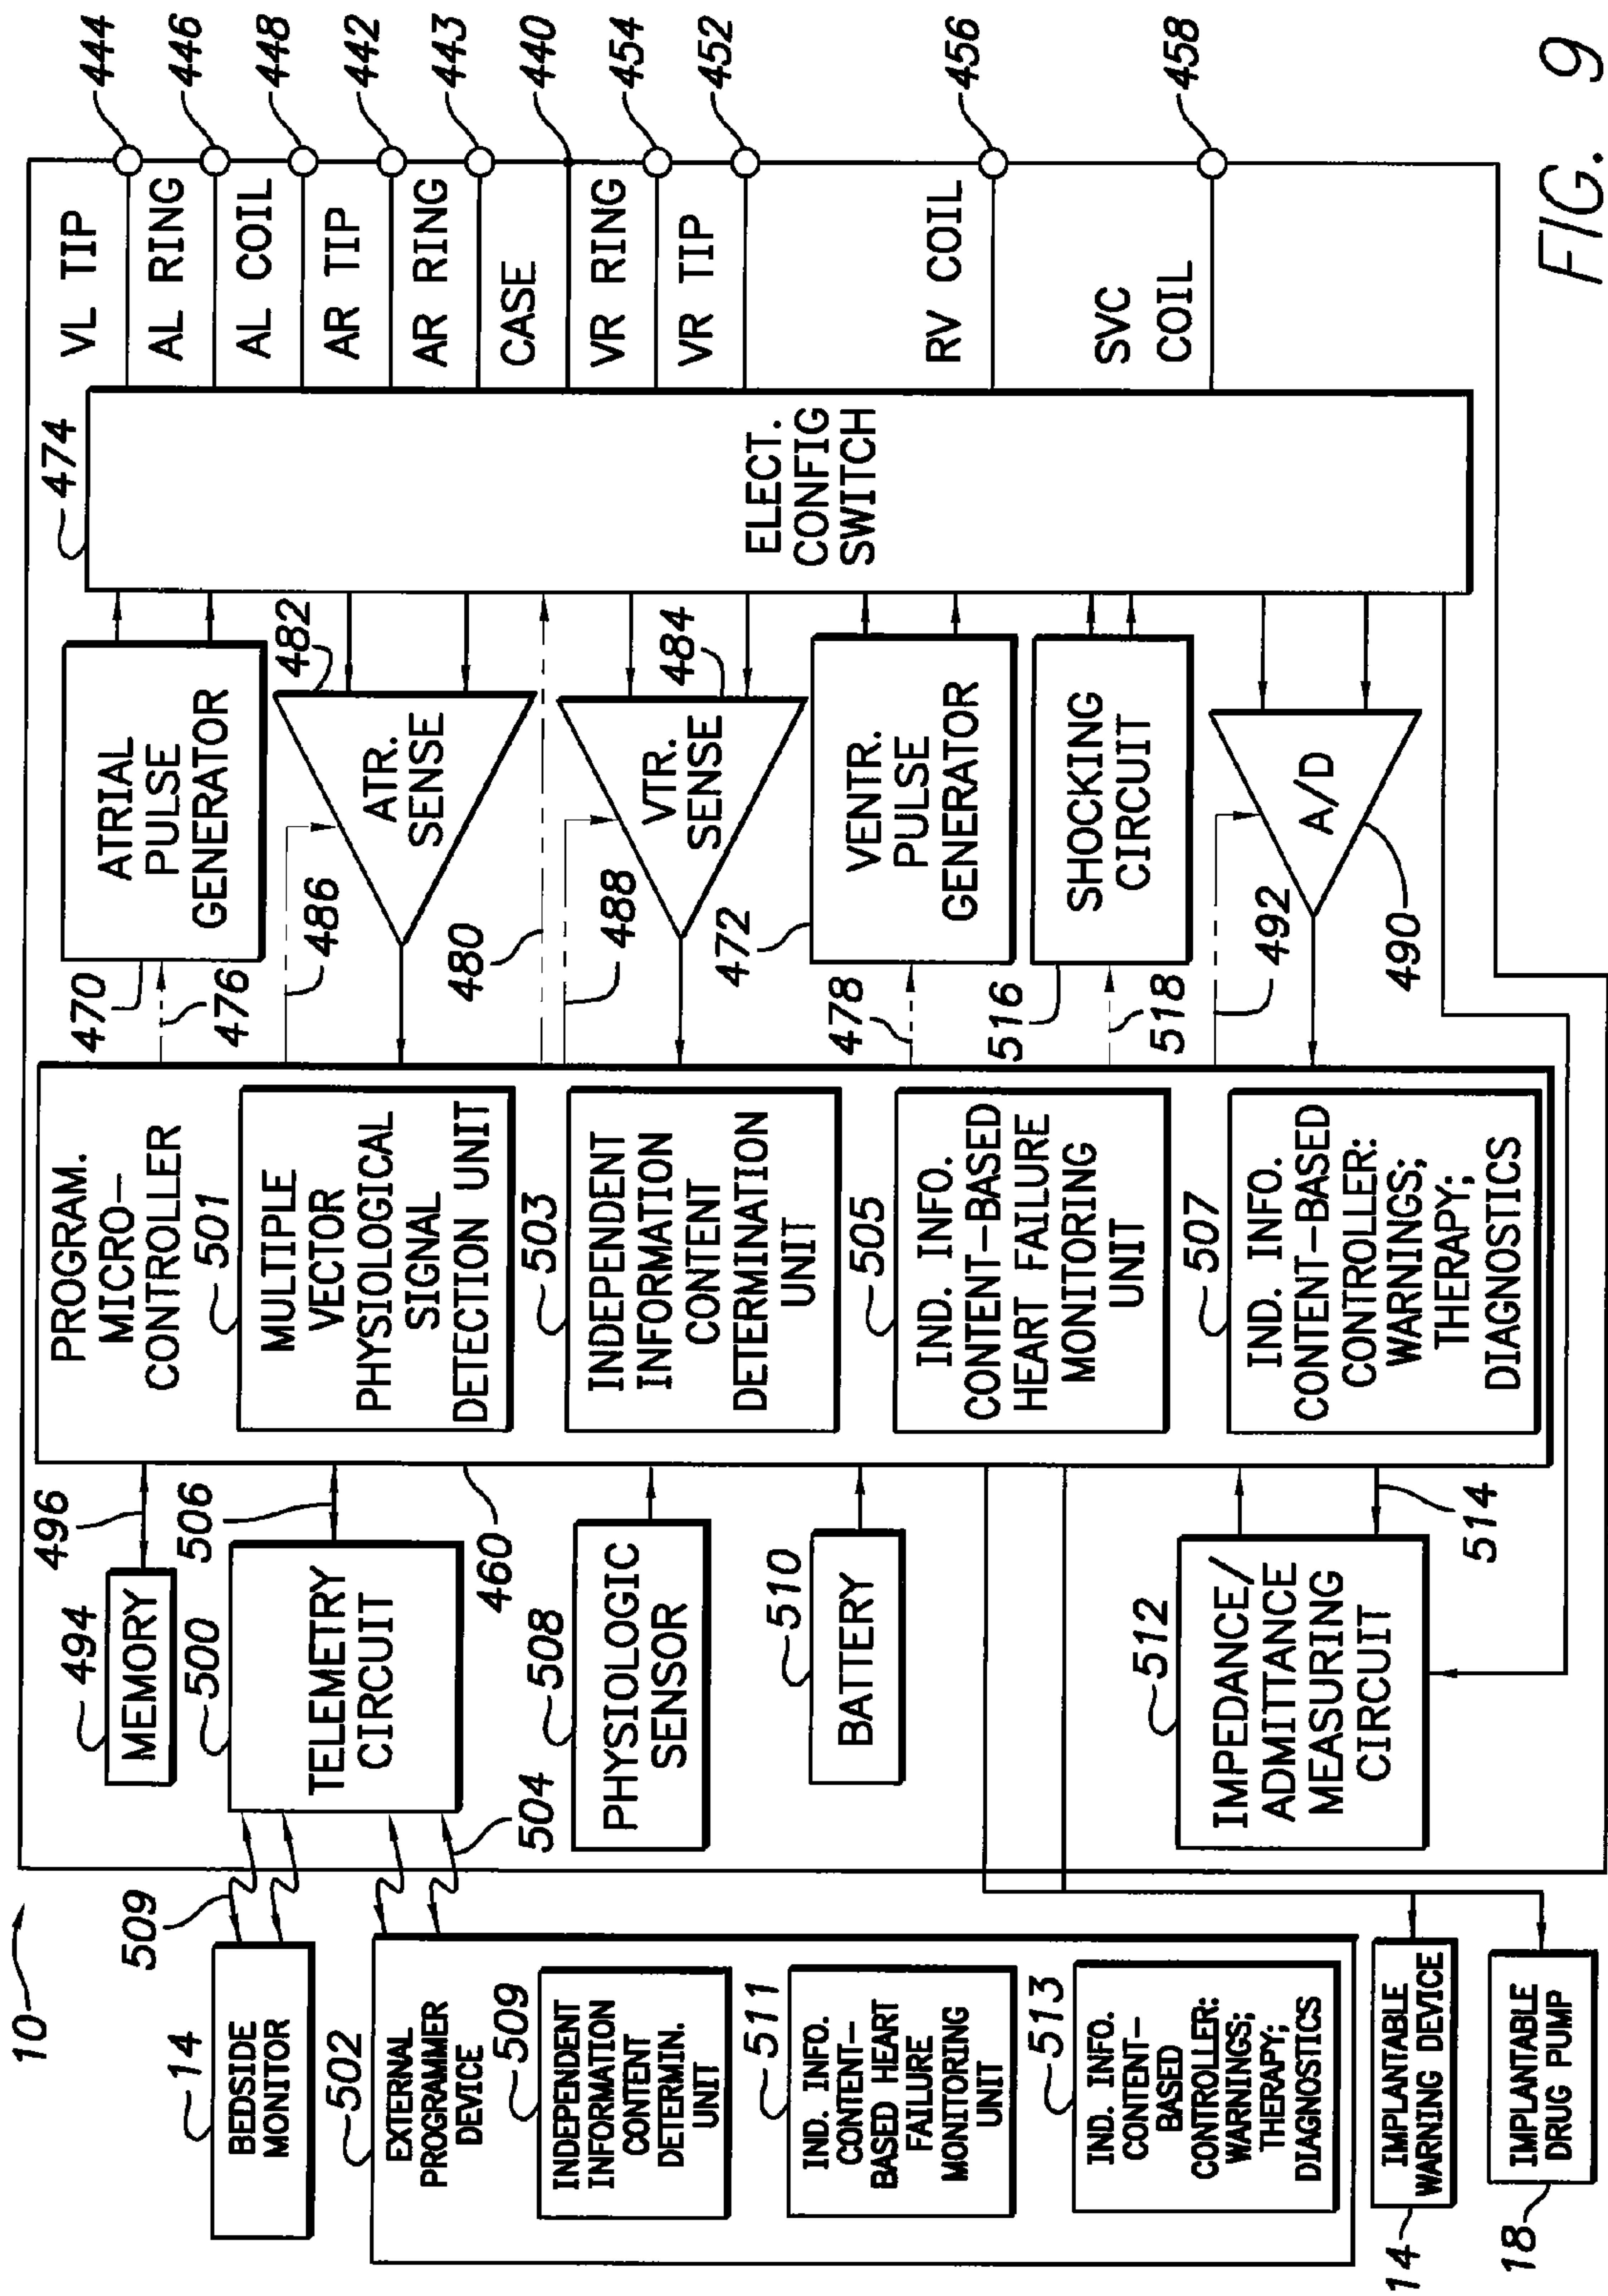 10
509
14
BEDSIDE
MONITOR
502
EXTERNAL
PROGRAMMER
DEVICE
509
INDEPENDENT
INFORMATION
CONTENT
DETERMIN.
UNIT
511
IND. INFO.
CONTENT-
BASED HEART
FAILURE
MONITORING
UNIT
513
IND. INFO.
CONTENT-
BASED
CONTROLLER:
WARNINGS;
THERAPY;
DIAGNOSTICS
14
IMPLANTABLE
WARNING DEVICE
18
IMPLANTABLE
DRUG PUMP
494
MEMORY
496
500
TELEMETRY
CIRCUIT
506
504
460
508
PHYSIOLOGIC
SENSOR
510
BATTERY
512
IMPEDANCE/
ADMITTANCE
MEASURING
CIRCUIT
514
PROGRAM.
MICRO-
CONTROLLER
501
MULTIPLE
VECTOR
PHYSIOLOGICAL
SIGNAL
DETECTION UNIT
503
INDEPENDENT
INFORMATION
CONTENT
DETERMINATION
UNIT
505
IND. INFO.
CONTENT-BASED
HEART FAILURE
MONITORING
UNIT
507
IND. INFO.
CONTENT-BASED
CONTROLLER:
WARNINGS;
THERAPY;
DIAGNOSTICS
470
476
ATRIAL
PULSE
GENERATOR
486
482
ATR.
SENSE
480
488
484
VTR.
SENSE
472
478
VENTR.
PULSE
GENERATOR
516
518
SHOCKING
CIRCUIT
492
490
A/D
474
ELECT.
CONFIG
SWITCH
VL TIP
444
AL RING
446
AL COIL
448
AR TIP
442
AR RING
443
CASE
440
VR RING
454
VR TIP
452
RV COIL
456
SVC
COIL
458
FIG. 9